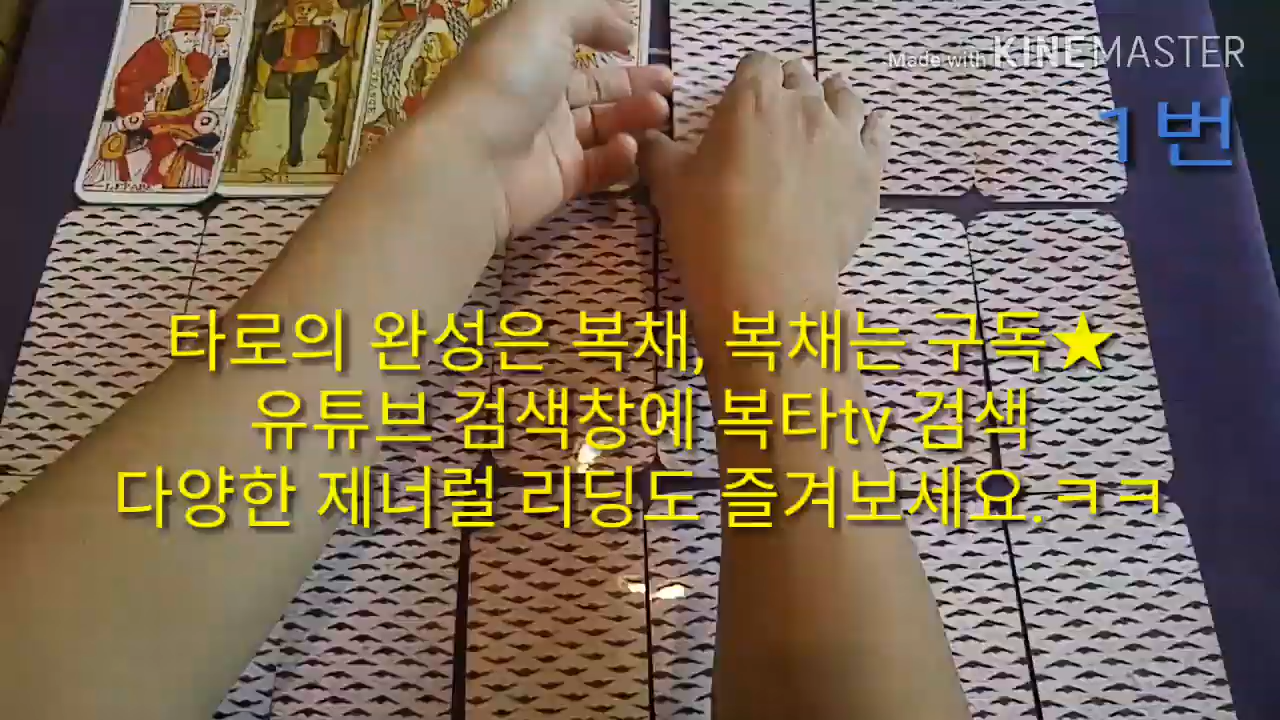 Made with KINEMASTER
1번
타로의 완성은 복채, 복채는 구독★
유튜브 검색창에 복타tv 검색
다양한 제너럴 리딩도 즐겨보세요.ㅋㅋ